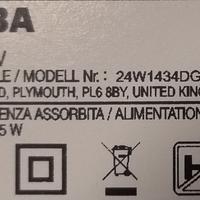 BA
V
LE / MODELL Nr.: 24W1434DG
D, PLYMOUTH, PL6 8BY, UNITED KING
ENZA ASSORBITA / ALIMENTATION
5 W